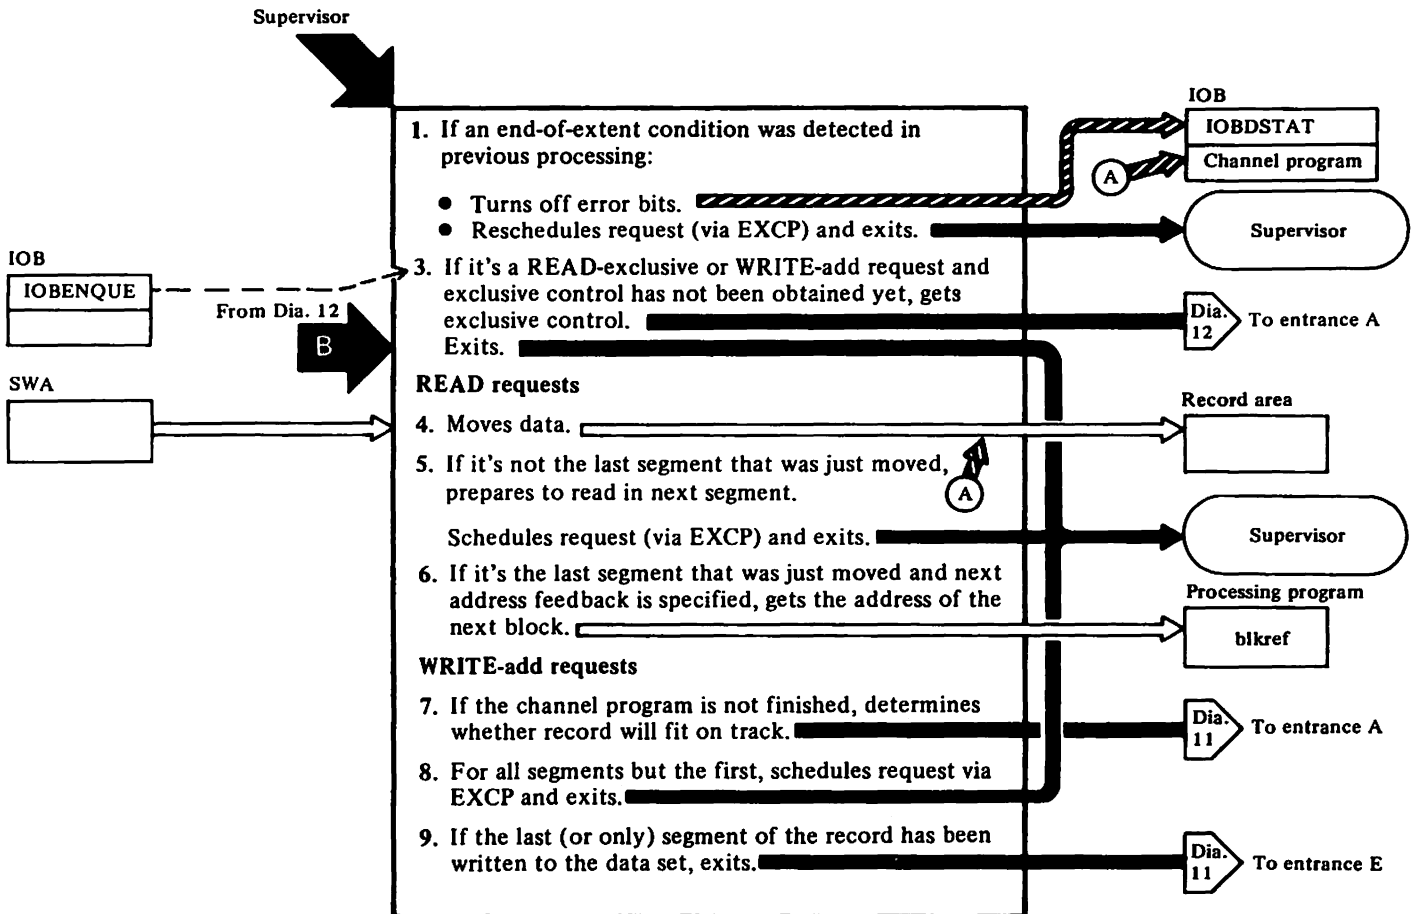 Supervisor
IOB
1. If an end-of-extent condition was detected in
previous processing:
IOBDSTAT
Channel program
A
• Turns off error bits.
• Reschedules request (via EXCP) and exits.
Supervisor
IOB
IOBENQUE
3. If it's a READ-exclusive or WRITE-add request and
exclusive control has not been obtained yet, gets
exclusive control.
Exits.
From Dia. 12
B
Dia.
12
To entrance A
READ requests
SWA
4. Moves data.
Record area
5. If it's not the last segment that was just moved,
prepares to read in next segment.
A
Schedules request (via EXCP) and exits.
Supervisor
6. If it's the last segment that was just moved and next
address feedback is specified, gets the address of the
next block.
Processing program
blkref
WRITE-add requests
7. If the channel program is not finished, determines
whether record will fit on track.
Dia.
11
To entrance A
8. For all segments but the first, schedules request via
EXCP and exits.
9. If the last (or only) segment of the record has been
written to the data set, exits.
Dia.
11
To entrance E